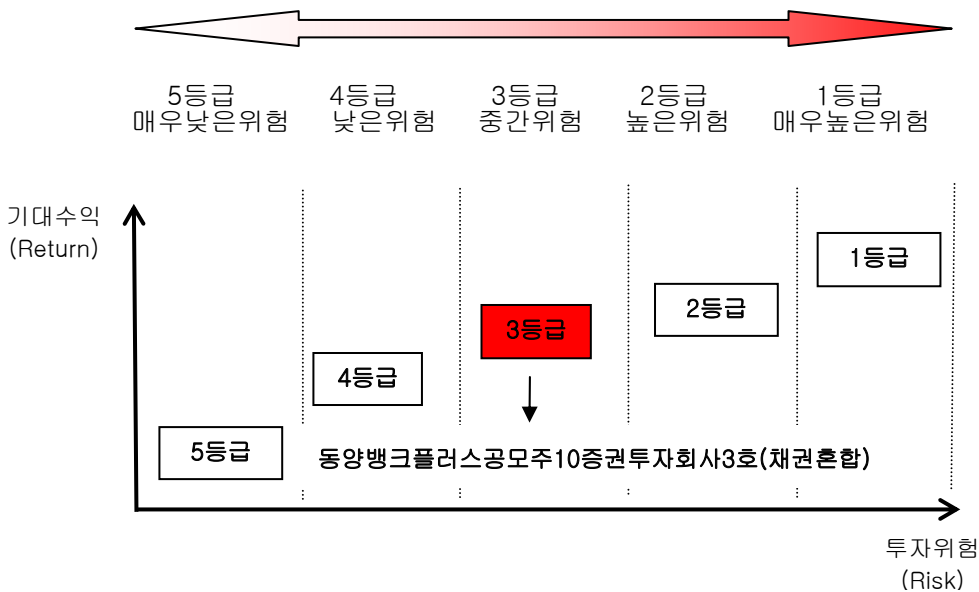 5등급 4등급 3등급 2등급 1등급
매우낮은위험 낮은위험 중간위험 높은위험 매우높은위험
기대수익
(Return)
1등급
2등급
3등급
4등급
5등급
동양뱅크플러스공모주10증권투자회사3호(채권혼합)
투자위험
(Risk)